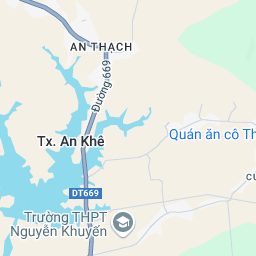 AN THẠCH
Đường 669
Quán ăn cô Th
Tx. An Khê
DT669
Trường THPT
Nguyễn Khuyến